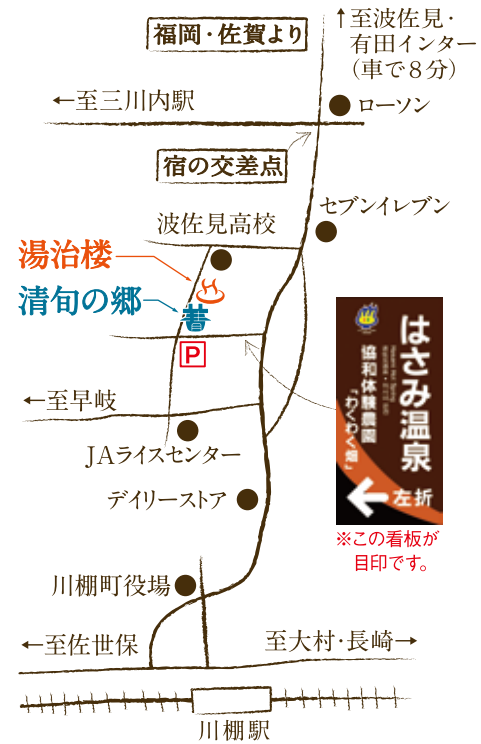 福岡・佐賀より
↑至波佐見・
有田インター
（車で８分）
←至三川内駅
ローソン
宿の交差点
セブンイレブン
波佐見高校
湯治楼
清旬の郷
P
はさみ温泉
協和体験農園
「わくわく畑」
←左折
※この看板が
目印です。
←至早岐
JAライスセンター
デイリーストア
川棚町役場
←至佐世保
至大村・長崎→
川棚駅